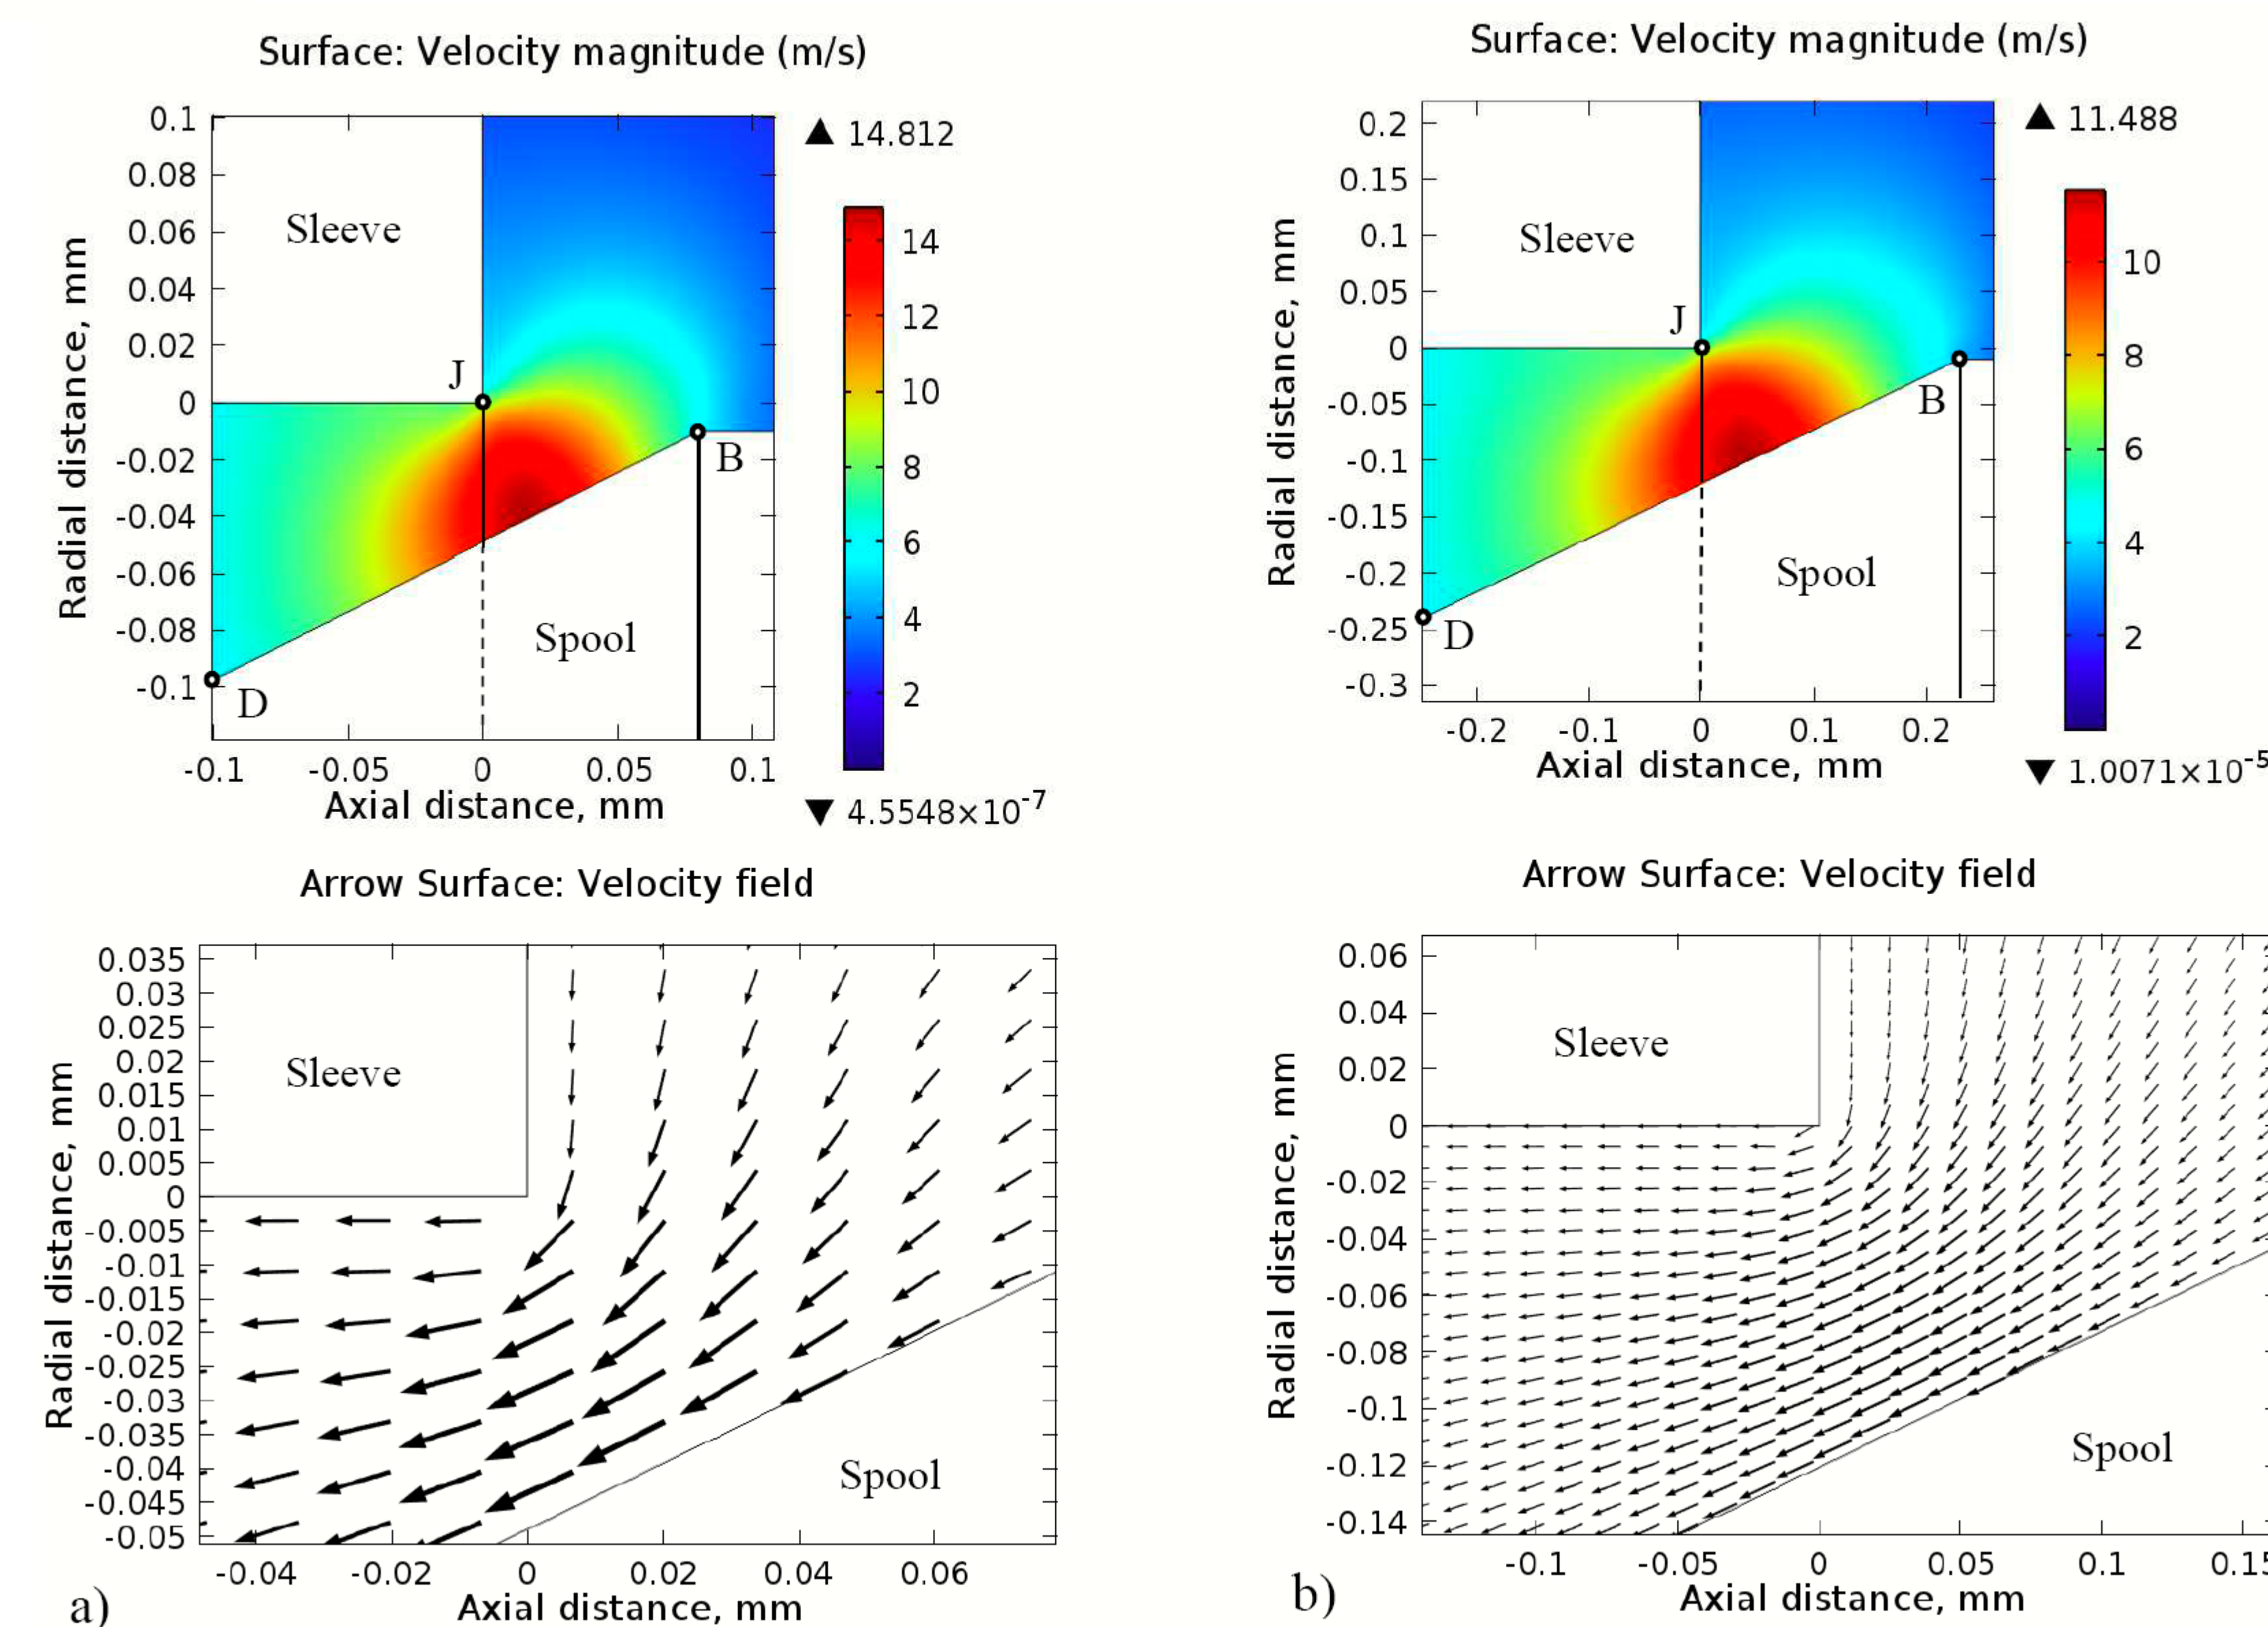 Surface: Velocity magnitude (m/s)
▲ 14.812
0.1
0.08
0.06
0.04
0.02
0
-0.02
-0.04
-0.06
-0.08
-0.1
Radial distance, mm
Sleeve
J
B
D
Spool
-0.1 -0.05 0 0.05 0.1
Axial distance, mm
14
12
10
8
6
4
2
▼ 4.5548×10⁻⁷
Surface: Velocity magnitude (m/s)
▲ 11.488
0.2
0.15
0.1
0.05
0
-0.05
-0.1
-0.15
-0.2
-0.25
-0.3
Radial distance, mm
Sleeve
J
B
D
Spool
-0.2 -0.1 0 0.1 0.2
Axial distance, mm
10
8
6
4
2
▼ 1.0071×10⁻⁵
Arrow Surface: Velocity field
0.035
0.03
0.025
0.02
0.015
0.01
0.005
0
-0.005
-0.01
-0.015
-0.02
-0.025
-0.03
-0.035
-0.04
-0.045
-0.05
Radial distance, mm
Sleeve
Spool
-0.04 -0.02 0 0.02 0.04 0.06
Axial distance, mm
a)
Arrow Surface: Velocity field
0.06
0.04
0.02
0
-0.02
-0.04
-0.06
-0.08
-0.1
-0.12
-0.14
Radial distance, mm
Sleeve
Spool
-0.1 -0.05 0 0.05 0.1 0.15
Axial distance, mm
b)